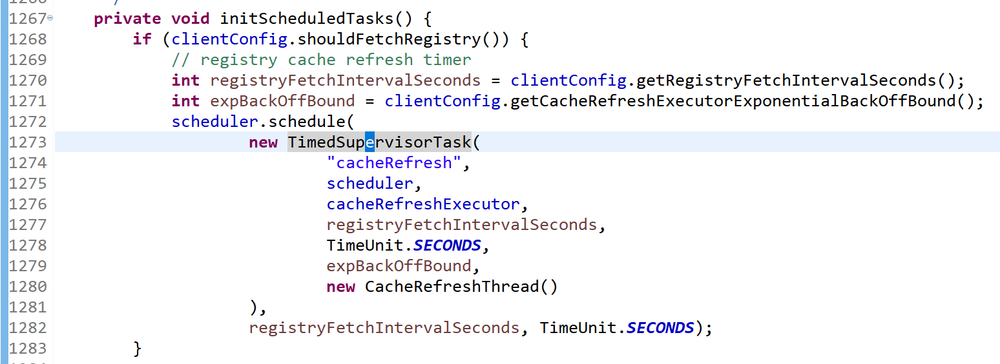 1267 private void initScheduledTasks() {
1268 if (clientConfig.shouldFetchRegistry()) {
1269 // registry cache refresh timer
1270 int registryFetchIntervalSeconds = clientConfig.getRegistryFetchIntervalSeconds();
1271 int expBackOffBound = clientConfig.getCacheRefreshExecutorExponentialBackOffBound();
1272 scheduler.schedule(
1273 new TimedSupervisorTask(
1274 "cacheRefresh",
1275 scheduler,
1276 cacheRefreshExecutor,
1277 registryFetchIntervalSeconds,
1278 TimeUnit.SECONDS,
1279 expBackOffBound,
1280 new CacheRefreshThread()
1281 ),
1282 registryFetchIntervalSeconds, TimeUnit.SECONDS);
1283 }